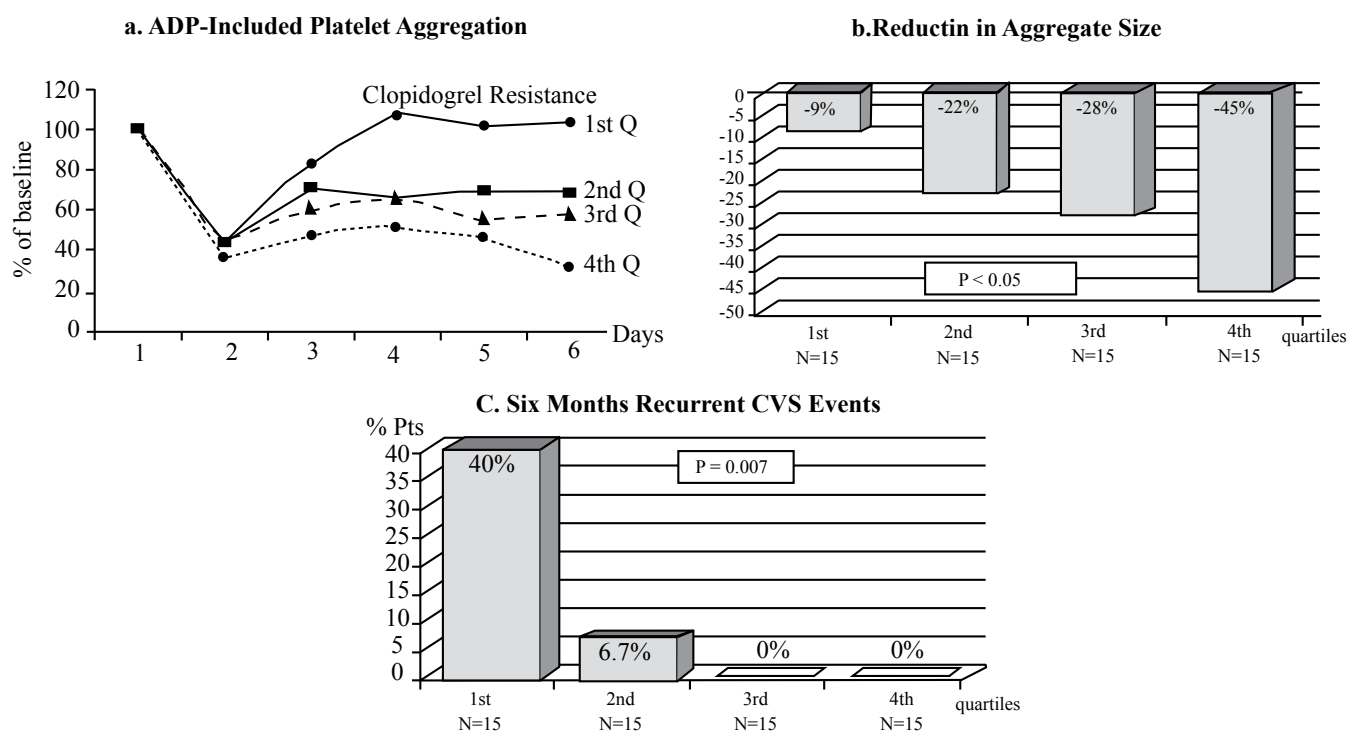 a. ADP-Included Platelet Aggregation
% of baseline
120
100
80
60
40
20
0
Clopidogrel Resistance
1st Q
2nd Q
3rd Q
4th Q
1 2 3 4 5 6 Days
b.Reductin in Aggregate Size
0
-5
-10
-15
-20
-25
-30
-35
-40
-45
-50
-9% -22% -28% -45%
P < 0.05
1st 2nd 3rd 4th quartiles
N=15 N=15 N=15 N=15
C. Six Months Recurrent CVS Events
% Pts
40
35
30
25
20
15
10
5
0
40%
P = 0.007
6.7% 0% 0%
1st 2nd 3rd 4th quartiles
N=15 N=15 N=15 N=15